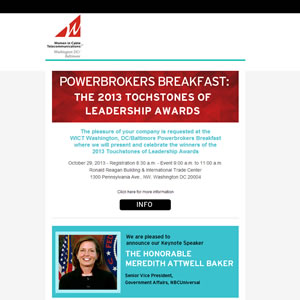 Women in Cable
Telecommunications
Washington DC/
Baltimore
POWERBROKERS BREAKFAST:
THE 2013 TOCHSTONES OF
LEADERSHIP AWARDS
The pleasure of your company is requested at the
WICT Washington, DC/Baltimore Powerbrokers Breakfast
where we will present and celebrate the winners of the
2013 Touchstones of Leadership Awards
October 29, 2013 - Registration 8:30 a.m. - Event 9:00 a.m. to 11:00 a.m.
Ronald Reagan Building & International Trade Center
1300 Pennsylvania Ave., NW, Washington DC 20004
Click here for more information
INFO
We are pleased to
announce our Keynote Speaker
THE HONORABLE
MEREDITH ATTWELL BAKER
Senior Vice President,
Government Affairs, NBCUniversal